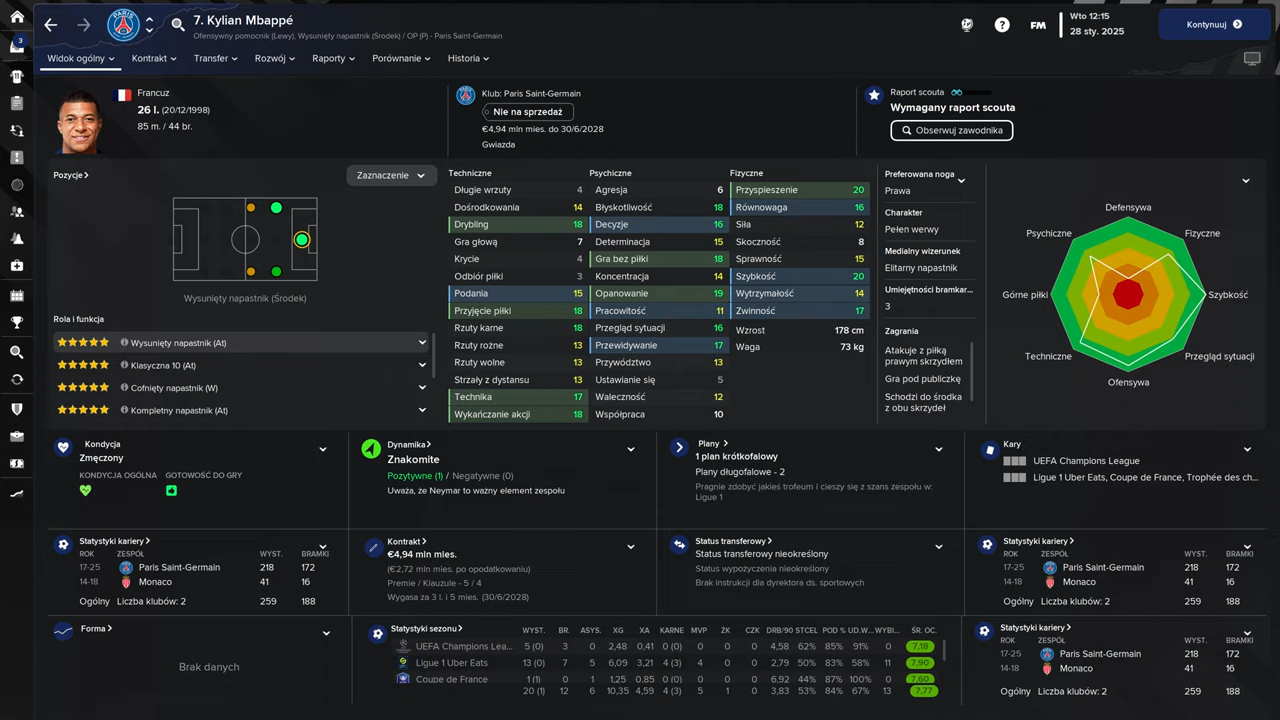 7. Kylian Mbappé
Ofensywny pomocnik (Lewy), Wysunięty napastnik (Środek) / OP (P) - Paris Saint-Germain
3
FM
Wto 12:15
28 sty. 2025
Kontynuuj
Widok ogólny
Kontrakt
Transfer
Rozwój
Raporty
Porównanie
Historia
Francuz
26 l. (20/12/1998)
85 m. / 44 br.
Klub: Paris Saint-Germain
Nie na sprzedaż
€4,94 mln mies. do 30/6/2028
Gwiazda
Raport scouta
Wymagany raport scouta
Obserwuj zawodnika
Pozycje
Zaznaczenie
Wysunięty napastnik (Środek)
Rola i funkcja
Wysunięty napastnik (At)
Klasyczna 10 (At)
Cofnięty napastnik (W)
Kompletny napastnik (At)
Techniczne
Długie wrzuty 4
Dośrodkowania 14
Drybling 18
Gra głową 7
Krycie 4
Odbiór piłki 3
Podania 15
Przyjęcie piłki 18
Rzuty karne 18
Rzuty rożne 13
Rzuty wolne 13
Strzały z dystansu 13
Technika 17
Wykańczanie akcji 18
Psychiczne
Agresja 6
Błyskotliwość 18
Decyzje 16
Determinacja 15
Gra bez piłki 18
Koncentracja 14
Opanowanie 19
Pracowitość 11
Przegląd sytuacji 16
Przewidywanie 17
Przywództwo 13
Ustawianie się 5
Waleczność 12
Współpraca 10
Fizyczne
Przyspieszenie 20
Równowaga 16
Siła 12
Skoczność 8
Sprawność 15
Szybkość 20
Wytrzymałość 14
Zwinność 17
Wzrost 178 cm
Waga 73 kg
Preferowana noga
Prawa
Charakter
Pełen werwy
Medialny wizerunek
Elitarny napastnik
Umiejętności bramkar...
3
Zagrania
Atakuje z piłką
prawym skrzydłem
Gra pod publiczkę
Schodzi do środka
z obu skrzydeł
Defensywa
Fizyczne
Szybkość
Przegląd sytuacji
Ofensywa
Techniczne
Górne piłki
Psychiczne
Kondycja
Zmęczony
KONDYCJA OGÓLNA GOTOWOŚĆ DO GRY
Dynamika
Znakomite
Pozytywne (1) / Negatywne (0)
Uważa, że Neymar to ważny element zespołu
Plany
1 plan krótkofalowy
Plany długofalowe - 2
Pragnie zdobyć jakieś trofeum i cieszy się z szans zespołu w:
Ligue 1
Kary
UEFA Champions League
Ligue 1 Uber Eats, Coupe de France, Trophée des ch...
Statystyki kariery
ROK ZESPÓŁ WYST. BRAMKI
17-25 Paris Saint-Germain 218 172
14-18 Monaco 41 16
Ogólny Liczba klubów: 2 259 188
Kontrakt
€4,94 mln mies.
(€2,72 mln mies. po opodatkowaniu)
Premie / Klauzule - 5 / 4
Wygasa za 3 l. i 5 mies. (30/6/2028)
Status transferowy
Status transferowy nieokreślony
Status wypożyczenia nieokreślony
Brak instrukcji dla dyrektora ds. sportowych
Statystyki kariery
ROK ZESPÓŁ WYST. BRAMKI
17-25 Paris Saint-Germain 218 172
14-18 Monaco 41 16
Ogólny Liczba klubów: 2 259 188
Forma
Brak danych
Statystyki sezonu
WYST. BR. ASYS. XG XA KARNE MVP ŻK CZK DRB/90 STCEL POD % UD.W... WYBI... ŚR. OC.
UEFA Champions Lea... 5 (0) 3 0 2,48 0,41 0 (0) 0 0 0 4,58 62% 85% 91% 0 7,18
Ligue 1 Uber Eats 13 (0) 7 5 6,09 3,21 4 (3) 4 0 0 2,79 50% 83% 58% 11 7,90
Coupe de France 1 (1) 1 0 1,25 0,85 0 (0) 0 0 0 6,92 44% 87% 100% 0 7,60
20 (1) 12 6 10,35 4,59 4 (3) 5 1 0 3,83 53% 84% 67% 13 7,77
Statystyki kariery
ROK ZESPÓŁ WYST. BRAMKI
17-25 Paris Saint-Germain 218 172
14-18 Monaco 41 16
Ogólny Liczba klubów: 2 259 188